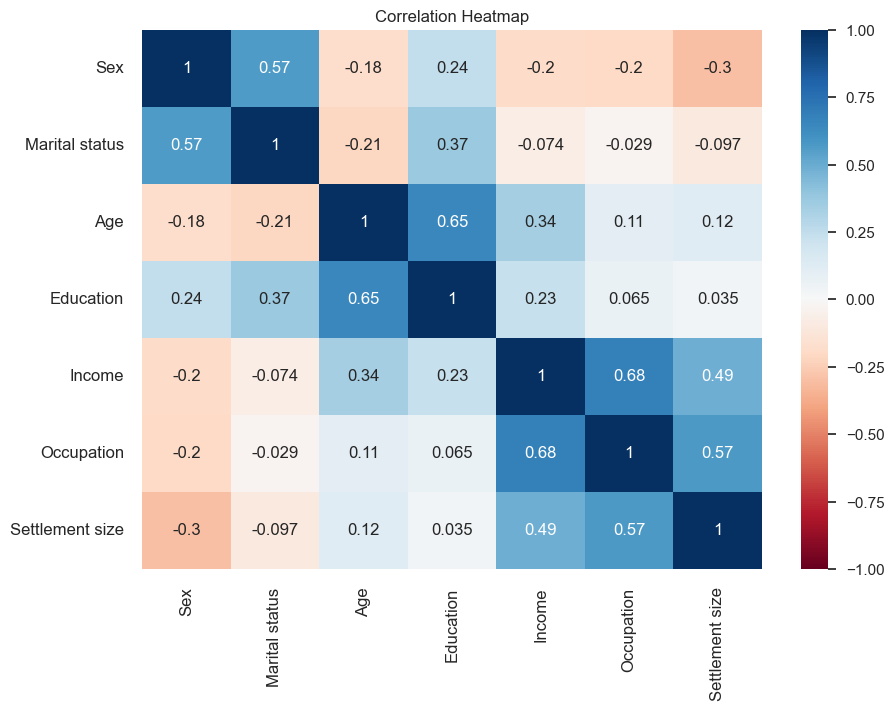 Correlation Heatmap
Sex 1 0.57 -0.18 0.24 -0.2 -0.2 -0.3
Marital status 0.57 1 -0.21 0.37 -0.074 -0.029 -0.097
Age -0.18 -0.21 1 0.65 0.34 0.11 0.12
Education 0.24 0.37 0.65 1 0.23 0.065 0.035
Income -0.2 -0.074 0.34 0.23 1 0.68 0.49
Occupation -0.2 -0.029 0.11 0.065 0.68 1 0.57
Settlement size -0.3 -0.097 0.12 0.035 0.49 0.57 1
Sex
Marital status
Age
Education
Income
Occupation
Settlement size
1.00
0.75
0.50
0.25
0.00
−0.25
−0.50
−0.75
−1.00